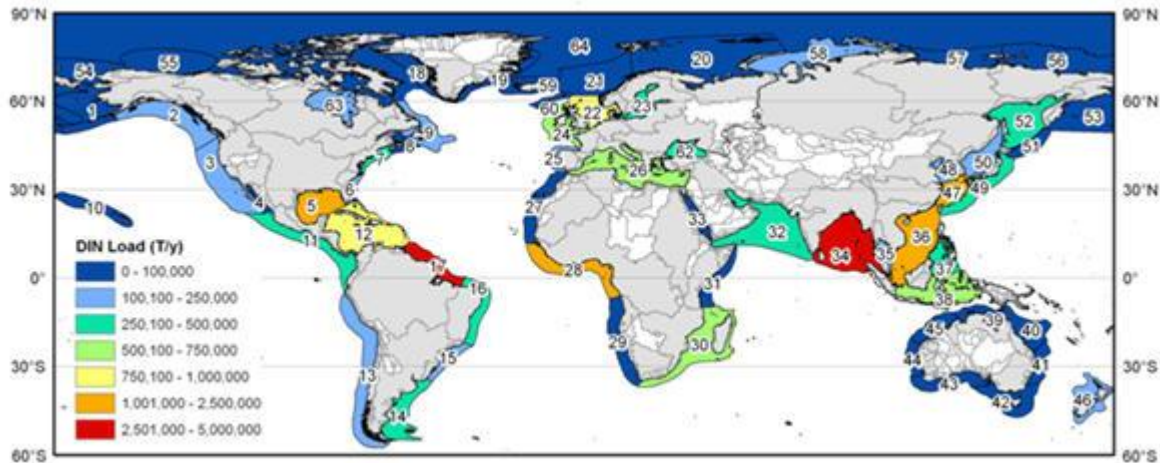 90°N 90°N
64 58
55 57 56
54 18 19 59 21 20
60°N 1 2 63 9 60 22 23 52 53 60°N
3 7 8 24 25 26 62 48 50 51
30°N 4 5 6 27 33 47 49 30°N
10 11 12 17 28 32 34 35 36 37
0° 16 31 38 0°
DIN Load (T/y)
0 - 100,000
100,100 - 250,000
250,100 - 500,000
500,100 - 750,000
750,100 - 1,000,000
1,001,000 - 2,500,000
2,501,000 - 5,000,000
13 15 29 30 45 39 40
30°S 14 44 43 42 41 46 30°S
60°S 60°S